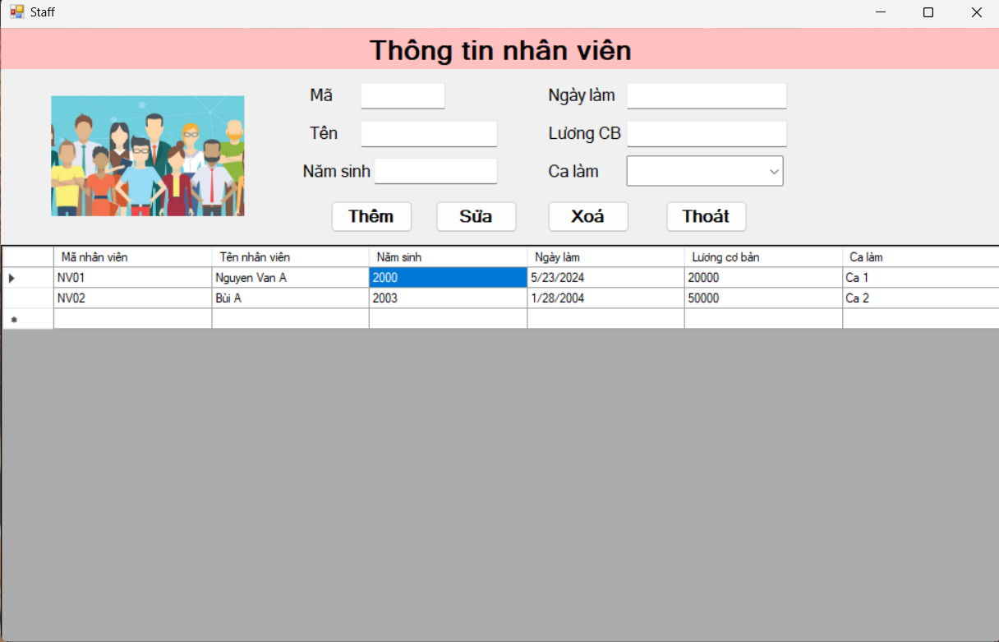 Staff
Thông tin nhân viên
Mã
Ngày làm
Tên
Lương CB
Năm sinh
Ca làm
Thêm Sửa Xoá Thoát
Mã nhân viên Tên nhân viên Năm sinh Ngày làm Lương cơ bản Ca làm
NV01 Nguyen Van A 2000 5/23/2024 20000 Ca 1
NV02 Bùi A 2003 1/28/2004 50000 Ca 2